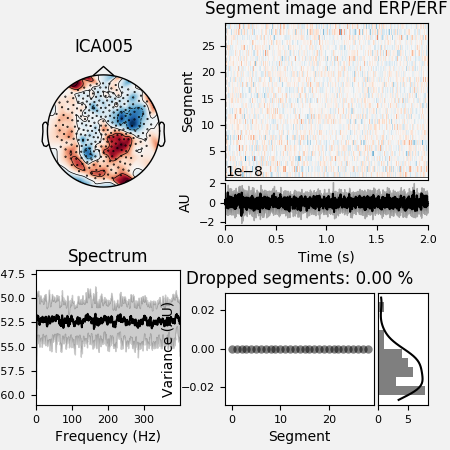 Segment image and ERP/ERF
ICA005
Segment
25
20
15
10
5
1e−8
AU
2
0
−2
0.0 0.5 1.0 1.5 2.0
Time (s)
Spectrum
Dropped segments: 0.00 %
47.5
50.0
52.5
55.0
57.5
60.0
0 100 200 300
Frequency (Hz)
0.02
0.00
−0.02
0 10 20
Segment
0 5